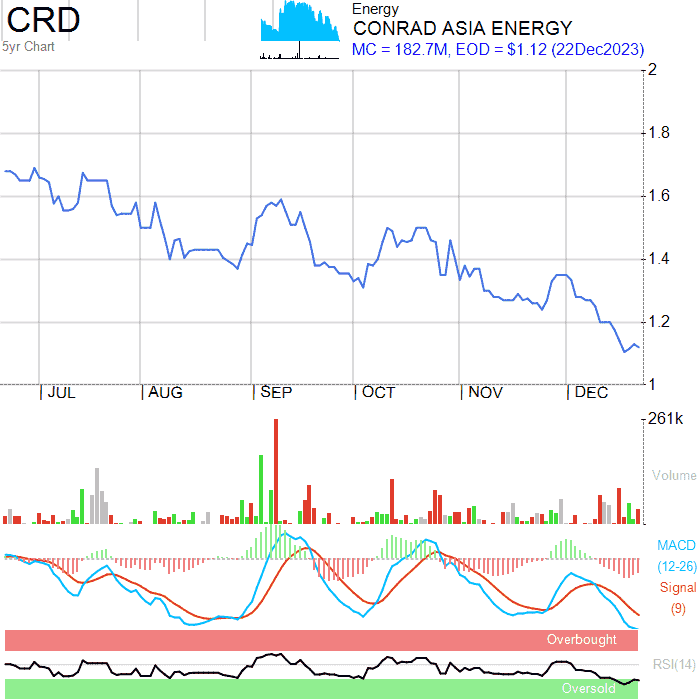 CRD
5yr Chart
Energy
CONRAD ASIA ENERGY
MC = 182.7M, EOD = $1.12 (22Dec2023)
2
1.8
1.6
1.4
1.2
1
| JUL | AUG | SEP | OCT | NOV | DEC
261k
Volume
MACD
(12-26)
Signal
(9)
Overbought
RSI(14)
Oversold